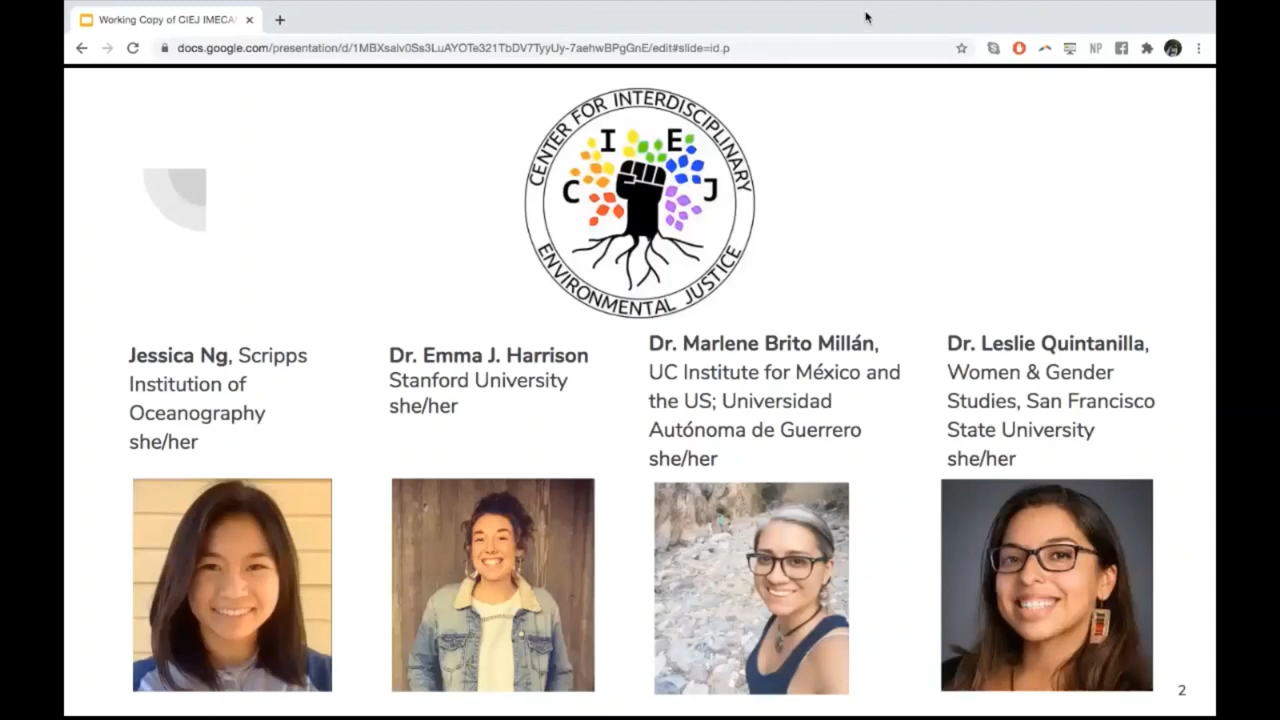 Working Copy of CIEJ IMECA
docs.google.com/presentation/d/1MBXsalv0Ss3LuAYOTe321TbDV7TyyUy-7aehwBPgGnE/edit#slide=id.p
NP
CENTER FOR INTERDISCIPLINARY
C I E J
ENVIRONMENTAL JUSTICE
Jessica Ng, Scripps
Institution of
Oceanography
she/her
Dr. Emma J. Harrison
Stanford University
she/her
Dr. Marlene Brito Millán,
UC Institute for México and
the US; Universidad
Autónoma de Guerrero
she/her
Dr. Leslie Quintanilla,
Women & Gender
Studies, San Francisco
State University
she/her
2